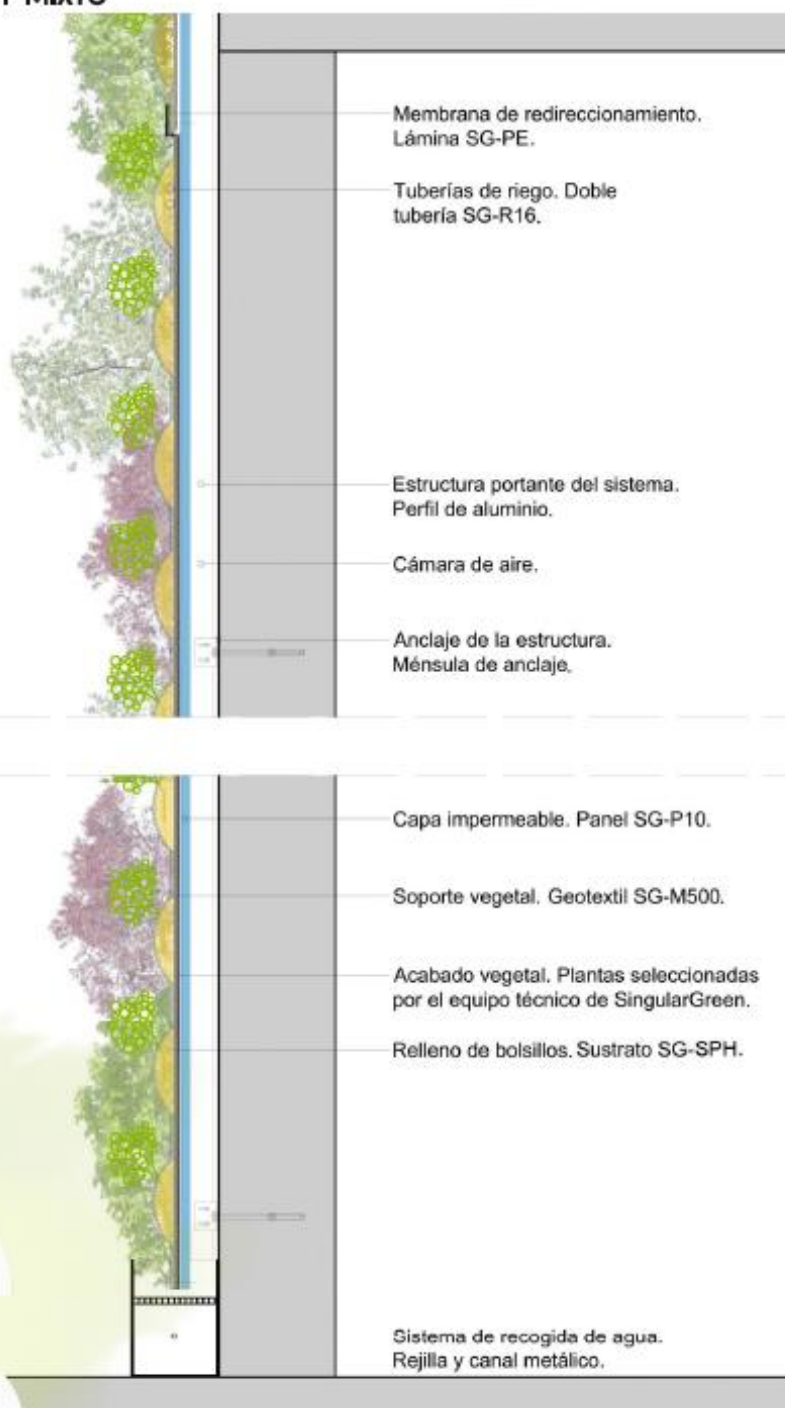 MIXTO
Membrana de redireccionamiento.
Lámina SG-PE.
Tuberías de riego. Doble
tubería SG-R16.
Estructura portante del sistema.
Perfil de aluminio.
Cámara de aire.
Anclaje de la estructura.
Ménsula de anclaje.
Capa impermeable. Panel SG-P10.
Soporte vegetal. Geotextil SG-M500.
Acabado vegetal. Plantas seleccionadas
por el equipo técnico de SingularGreen.
Relleno de bolsillos. Sustrato SG-SPH.
Sistema de recogida de agua.
Rejilla y canal metálico.